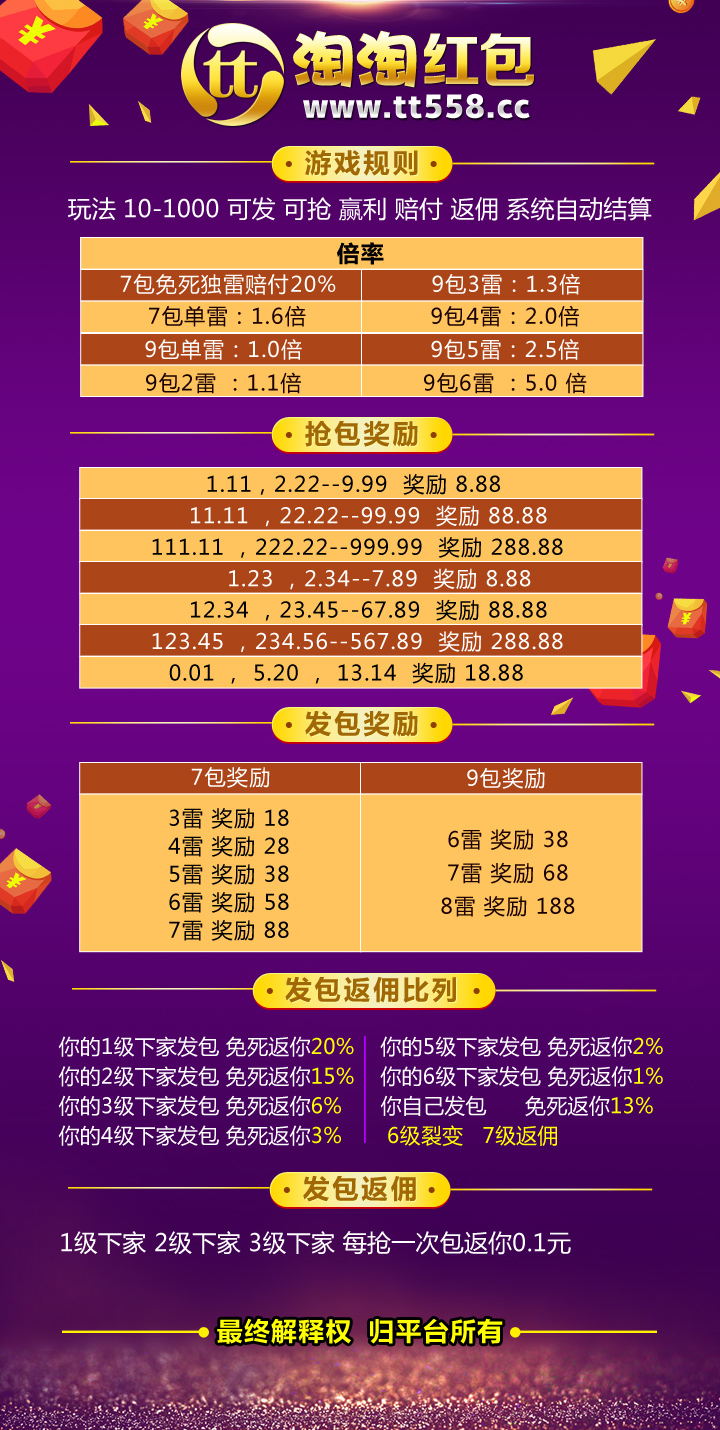 tt 淘淘红包
www.tt558.cc
游戏规则
玩法 10-1000 可发 可抢 赢利 赔付 返佣 系统自动结算
倍率
7包免死独雷赔付20% 9包3雷：1.3倍
7包单雷：1.6倍 9包4雷：2.0倍
9包单雷：1.0倍 9包5雷：2.5倍
9包2雷 ：1.1倍 9包6雷 ：5.0 倍
抢包奖励
1.11，2.22--9.99 奖励 8.88
11.11 ，22.22--99.99 奖励 88.88
111.11 ，222.22--999.99 奖励 288.88
1.23 ，2.34--7.89 奖励 8.88
12.34 ，23.45--67.89 奖励 88.88
123.45 ，234.56--567.89 奖励 288.88
0.01 ， 5.20 ， 13.14 奖励 18.88
发包奖励
7包奖励 9包奖励
3雷 奖励 18
4雷 奖励 28
5雷 奖励 38
6雷 奖励 58
7雷 奖励 88
6雷 奖励 38
7雷 奖励 68
8雷 奖励 188
发包返佣比列
你的1级下家发包 免死返你20%
你的2级下家发包 免死返你15%
你的3级下家发包 免死返你6%
你的4级下家发包 免死返你3%
你的5级下家发包 免死返你2%
你的6级下家发包 免死返你1%
你自己发包 免死返你13%
6级裂变 7级返佣
发包返佣
1级下家 2级下家 3级下家 每抢一次包返你0.1元
最终解释权 归平台所有